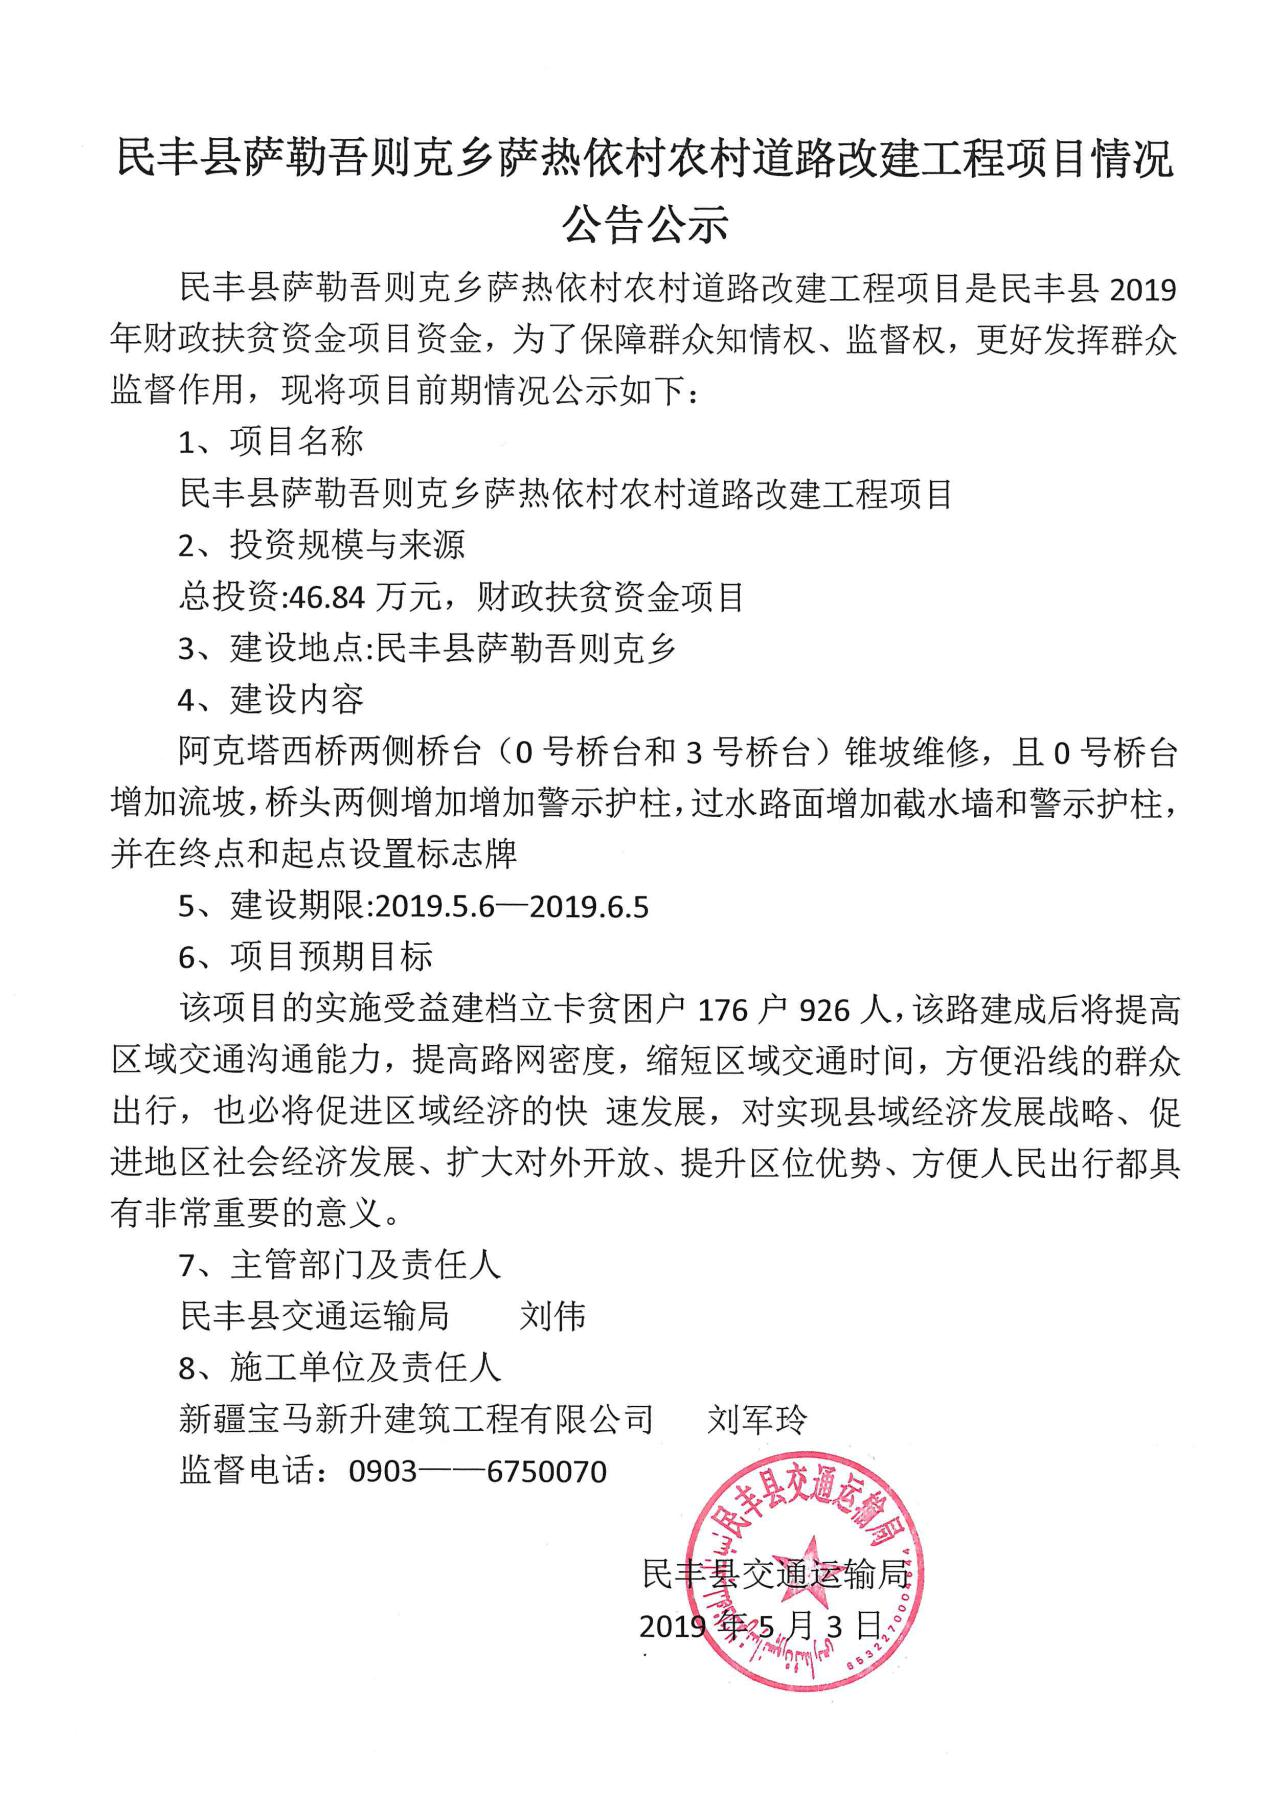 民丰县萨勒吾则克乡萨热依村农村道路改建工程项目情况
公告公示
民丰县萨勒吾则克乡萨热依村农村道路改建工程项目是民丰县 2019
年财政扶贫资金项目资金，为了保障群众知情权、监督权，更好发挥群众
监督作用，现将项目前期情况公示如下：
1、项目名称
民丰县萨勒吾则克乡萨热依村农村道路改建工程项目
2、投资规模与来源
总投资:46.84 万元，财政扶贫资金项目
3、建设地点:民丰县萨勒吾则克乡
4、建设内容
阿克塔西桥两侧桥台（0 号桥台和 3 号桥台）锥坡维修，且 0 号桥台
增加流坡，桥头两侧增加增加警示护柱，过水路面增加截水墙和警示护柱，
并在终点和起点设置标志牌
5、建设期限:2019.5.6—2019.6.5
6、项目预期目标
该项目的实施受益建档立卡贫困户 176 户 926 人，该路建成后将提高
区域交通沟通能力，提高路网密度，缩短区域交通时间，方便沿线的群众
出行，也必将促进区域经济的快 速发展，对实现县域经济发展战略、促
进地区社会经济发展、扩大对外开放、提升区位优势、方便人民出行都具
有非常重要的意义。
7、主管部门及责任人
民丰县交通运输局 刘伟
8、施工单位及责任人
新疆宝马新升建筑工程有限公司 刘军玲
监督电话：0903——6750070
民丰县交通运输局
民丰县交通运输局
2019 年 5 月 3 日